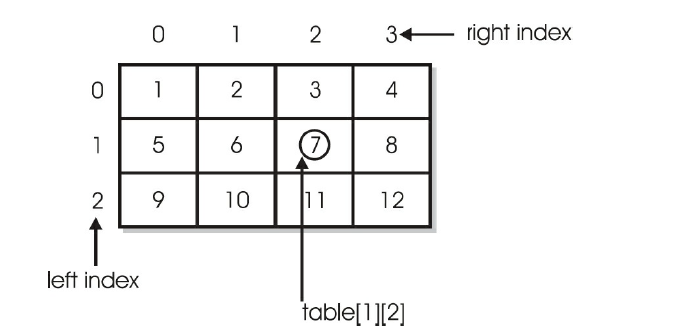 0 1 2 3 right index
0 1 2 3 4
1 5 6 7 8
2 9 10 11 12
left index
table[1][2]